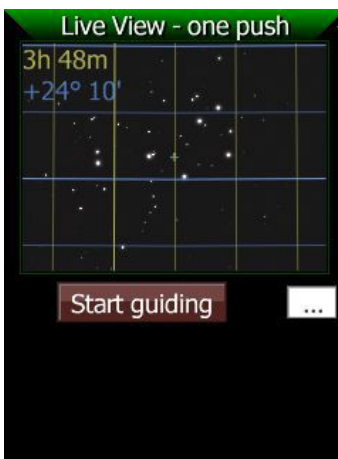 Live View - one push
3h 48m
+24° 10'
Start guiding
...